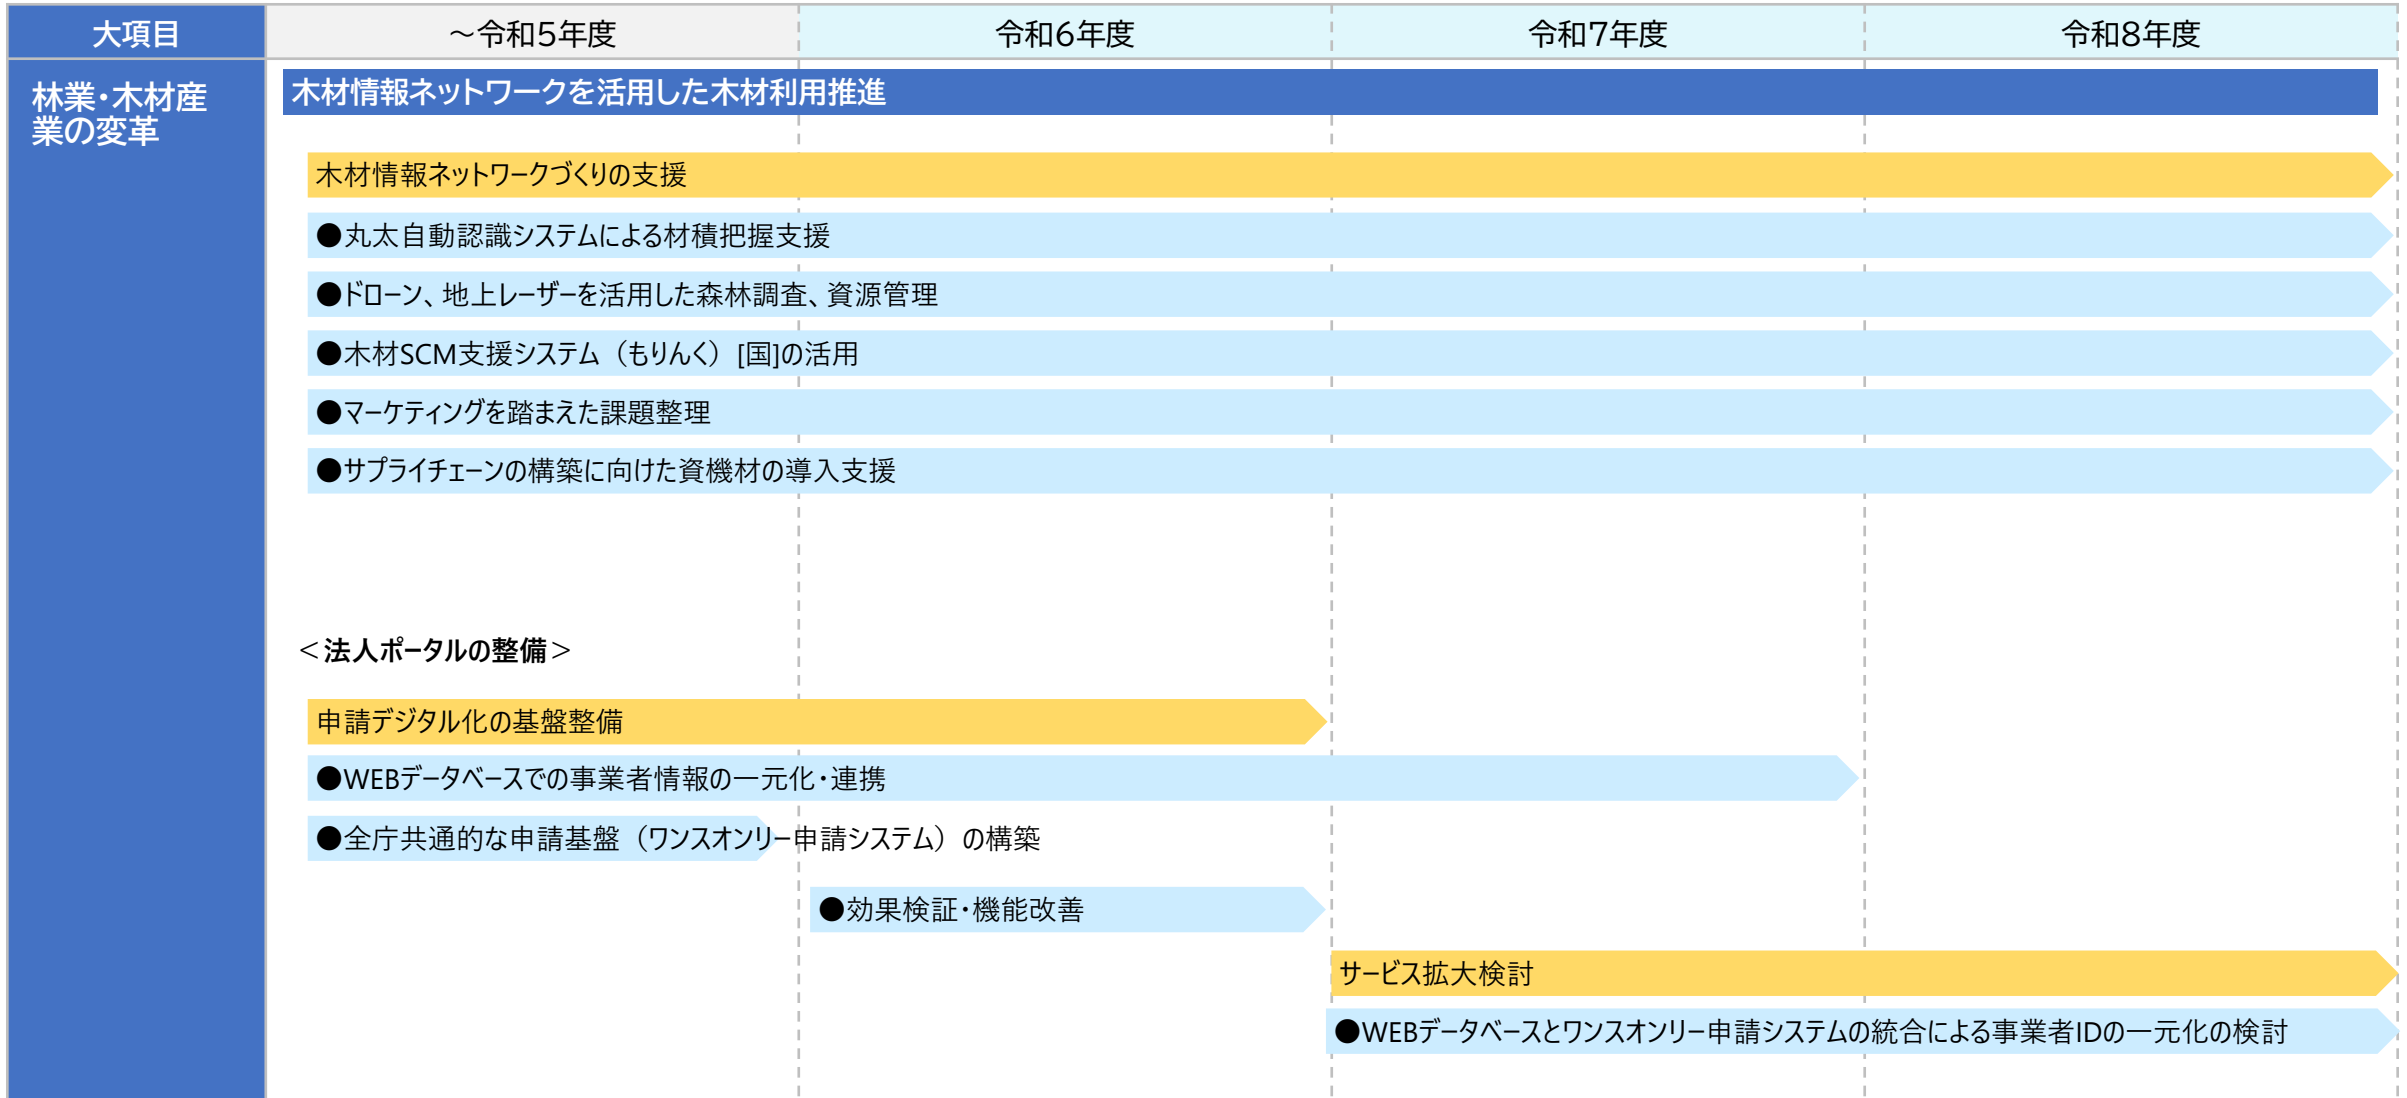 大項目
～令和5年度
令和6年度
令和7年度
令和8年度
林業・木材産
業の変革
木材情報ネットワークを活用した木材利用推進
木材情報ネットワークづくりの支援
●丸太自動認識システムによる材積把握支援
●ドローン、地上レーザーを活用した森林調査、資源管理
●木材SCM支援システム（もりんく）[国]の活用
●マーケティングを踏まえた課題整理
●サプライチェーンの構築に向けた資機材の導入支援
＜法人ポータルの整備＞
申請デジタル化の基盤整備
●WEBデータベースでの事業者情報の一元化・連携
●全庁共通的な申請基盤（ワンスオンリー申請システム）の構築
●効果検証・機能改善
サービス拡大検討
●WEBデータベースとワンスオンリー申請システムの統合による事業者IDの一元化の検討